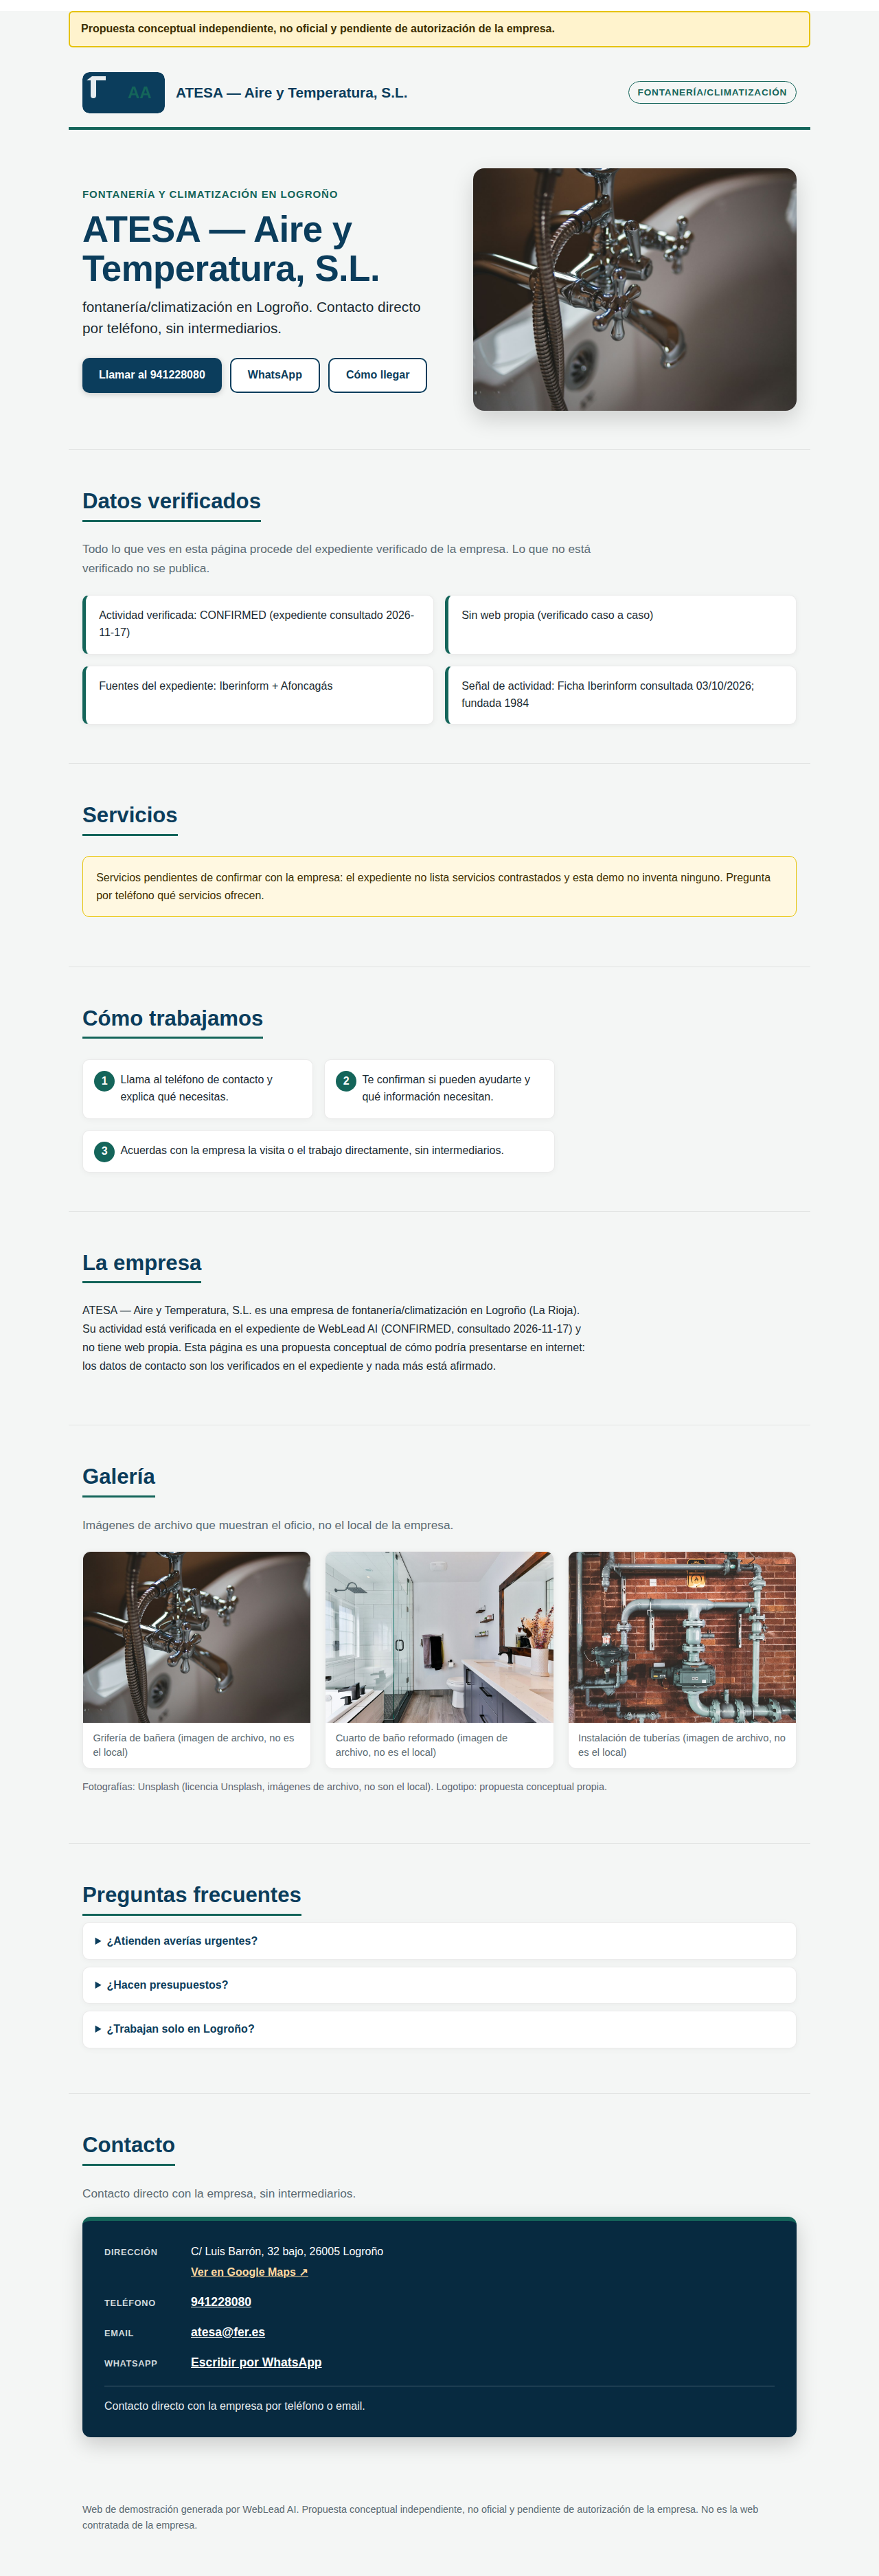 Propuesta conceptual independiente, no oficial y pendiente de autorización de la empresa.
AA
ATESA — Aire y Temperatura, S.L.
FONTANERÍA/CLIMATIZACIÓN
FONTANERÍA Y CLIMATIZACIÓN EN LOGROÑO
ATESA — Aire y
Temperatura, S.L.
fontanería/climatización en Logroño. Contacto directo
por teléfono, sin intermediarios.
Llamar al 941228080
WhatsApp
Cómo llegar
Datos verificados
Todo lo que ves en esta página procede del expediente verificado de la empresa. Lo que no está
verificado no se publica.
Actividad verificada: CONFIRMED (expediente consultado 2026-
11-17)
Sin web propia (verificado caso a caso)
Fuentes del expediente: Iberinform + Afoncagás
Señal de actividad: Ficha Iberinform consultada 03/10/2026;
fundada 1984
Servicios
Servicios pendientes de confirmar con la empresa: el expediente no lista servicios contrastados y esta demo no inventa ninguno. Pregunta
por teléfono qué servicios ofrecen.
Cómo trabajamos
1 Llama al teléfono de contacto y
explica qué necesitas.
2 Te confirman si pueden ayudarte y
qué información necesitan.
3 Acuerdas con la empresa la visita o el trabajo directamente, sin intermediarios.
La empresa
ATESA — Aire y Temperatura, S.L. es una empresa de fontanería/climatización en Logroño (La Rioja).
Su actividad está verificada en el expediente de WebLead AI (CONFIRMED, consultado 2026-11-17) y
no tiene web propia. Esta página es una propuesta conceptual de cómo podría presentarse en internet:
los datos de contacto son los verificados en el expediente y nada más está afirmado.
Galería
Imágenes de archivo que muestran el oficio, no el local de la empresa.
Grifería de bañera (imagen de archivo, no es
el local)
Cuarto de baño reformado (imagen de
archivo, no es el local)
Instalación de tuberías (imagen de archivo, no
es el local)
Fotografías: Unsplash (licencia Unsplash, imágenes de archivo, no son el local). Logotipo: propuesta conceptual propia.
Preguntas frecuentes
▶ ¿Atienden averías urgentes?
▶ ¿Hacen presupuestos?
▶ ¿Trabajan solo en Logroño?
Contacto
Contacto directo con la empresa, sin intermediarios.
DIRECCIÓN C/ Luis Barrón, 32 bajo, 26005 Logroño
Ver en Google Maps ↗
TELÉFONO 941228080
EMAIL atesa@fer.es
WHATSAPP Escribir por WhatsApp
Contacto directo con la empresa por teléfono o email.
Web de demostración generada por WebLead AI. Propuesta conceptual independiente, no oficial y pendiente de autorización de la empresa. No es la web
contratada de la empresa.